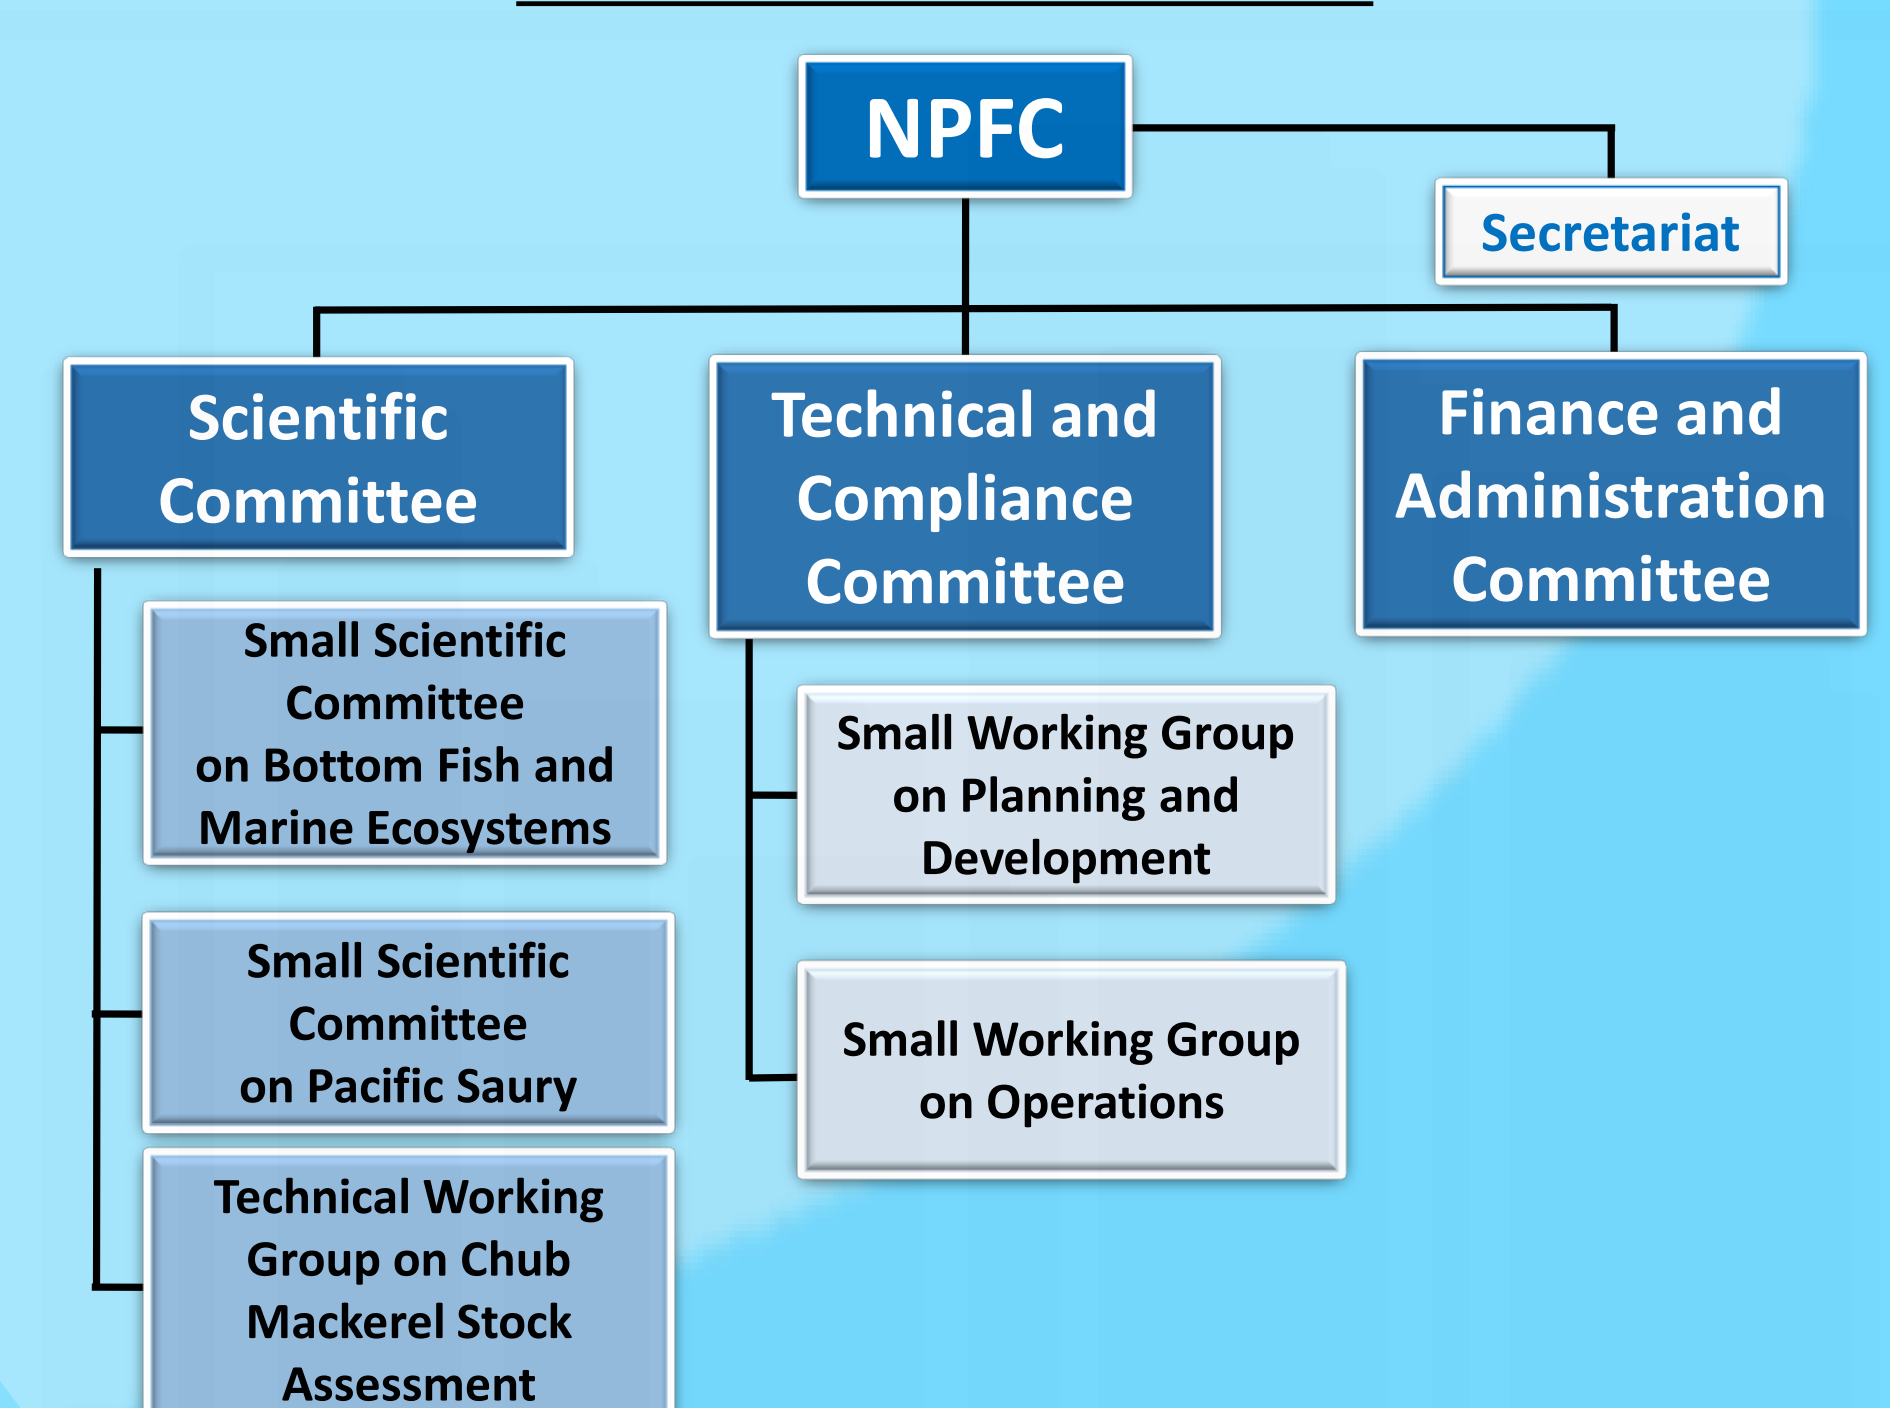 NPFC
Secretariat
Scientific
Committee
Technical and
Compliance
Committee
Finance and
Administration
Committee
Small Scientific
Committee
on Bottom Fish and
Marine Ecosystems
Small Scientific
Committee
on Pacific Saury
Technical Working
Group on Chub
Mackerel Stock
Assessment
Small Working Group
on Planning and
Development
Small Working Group
on Operations